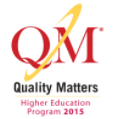 QM®
Quality Matters
Higher Education
Program 2015